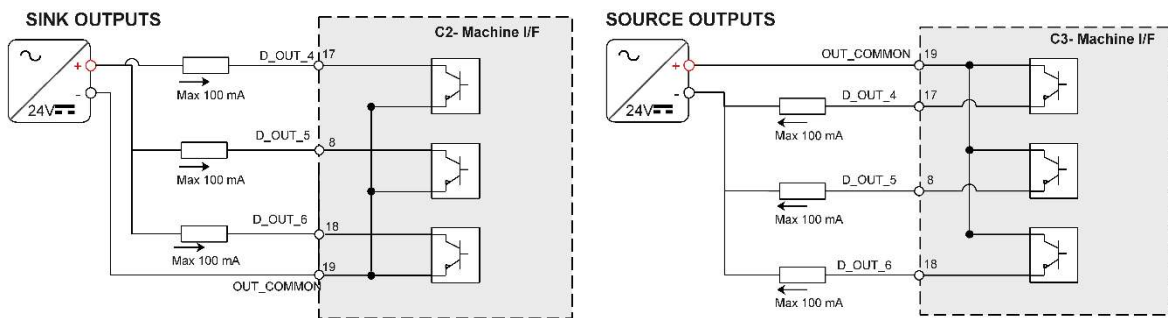 SINK OUTPUTS
+
-
24V
D_OUT_4
17
Max 100 mA
D_OUT_5
8
Max 100 mA
D_OUT_6
18
Max 100 mA
19
OUT_COMMON
C2- Machine I/F
SOURCE OUTPUTS
+
-
24V
OUT_COMMON
19
D_OUT_4
17
Max 100 mA
D_OUT_5
8
Max 100 mA
D_OUT_6
18
Max 100 mA
C3- Machine I/F